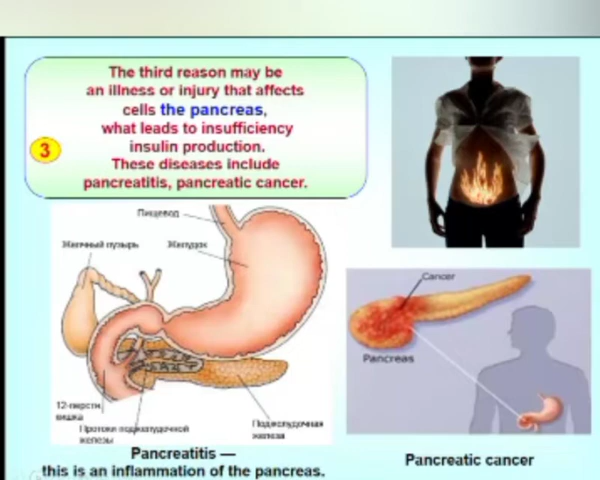 The third reason may be
an illness or injury that affects
cells the pancreas,
what leads to insufficiency
insulin production.
These diseases include
pancreatitis, pancreatic cancer.
3
Пищевод
Желчный пузырь
Желудок
12-перстн
кишка
Протоки поджелудочной
железы
Поджелудочная
железа
Pancreatitis —
this is an inflammation of the pancreas.
Cancer
Pancreas
Pancreatic cancer